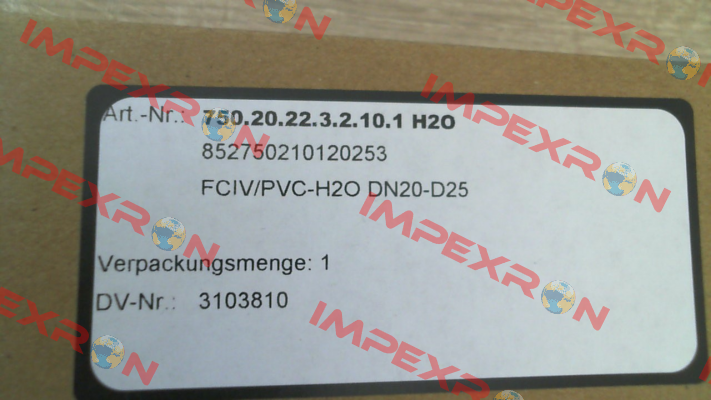 Art.-Nr.: 750.20.22.3.2.10.1 H2O
852750210120253
FCIV/PVC-H2O DN20-D25
Verpackungsmenge: 1
DV-Nr.: 3103810
IMPEXRON
IMPEXRON
IMPEXRON
IMPEXRON
IMPEXRON